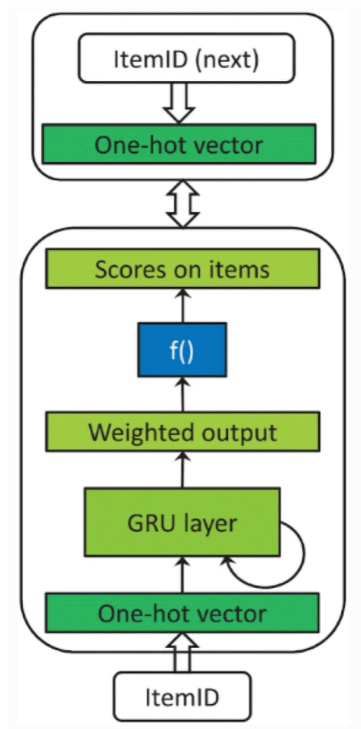 ItemID (next)
One-hot vector
Scores on items
f()
Weighted output
GRU layer
One-hot vector
ItemID